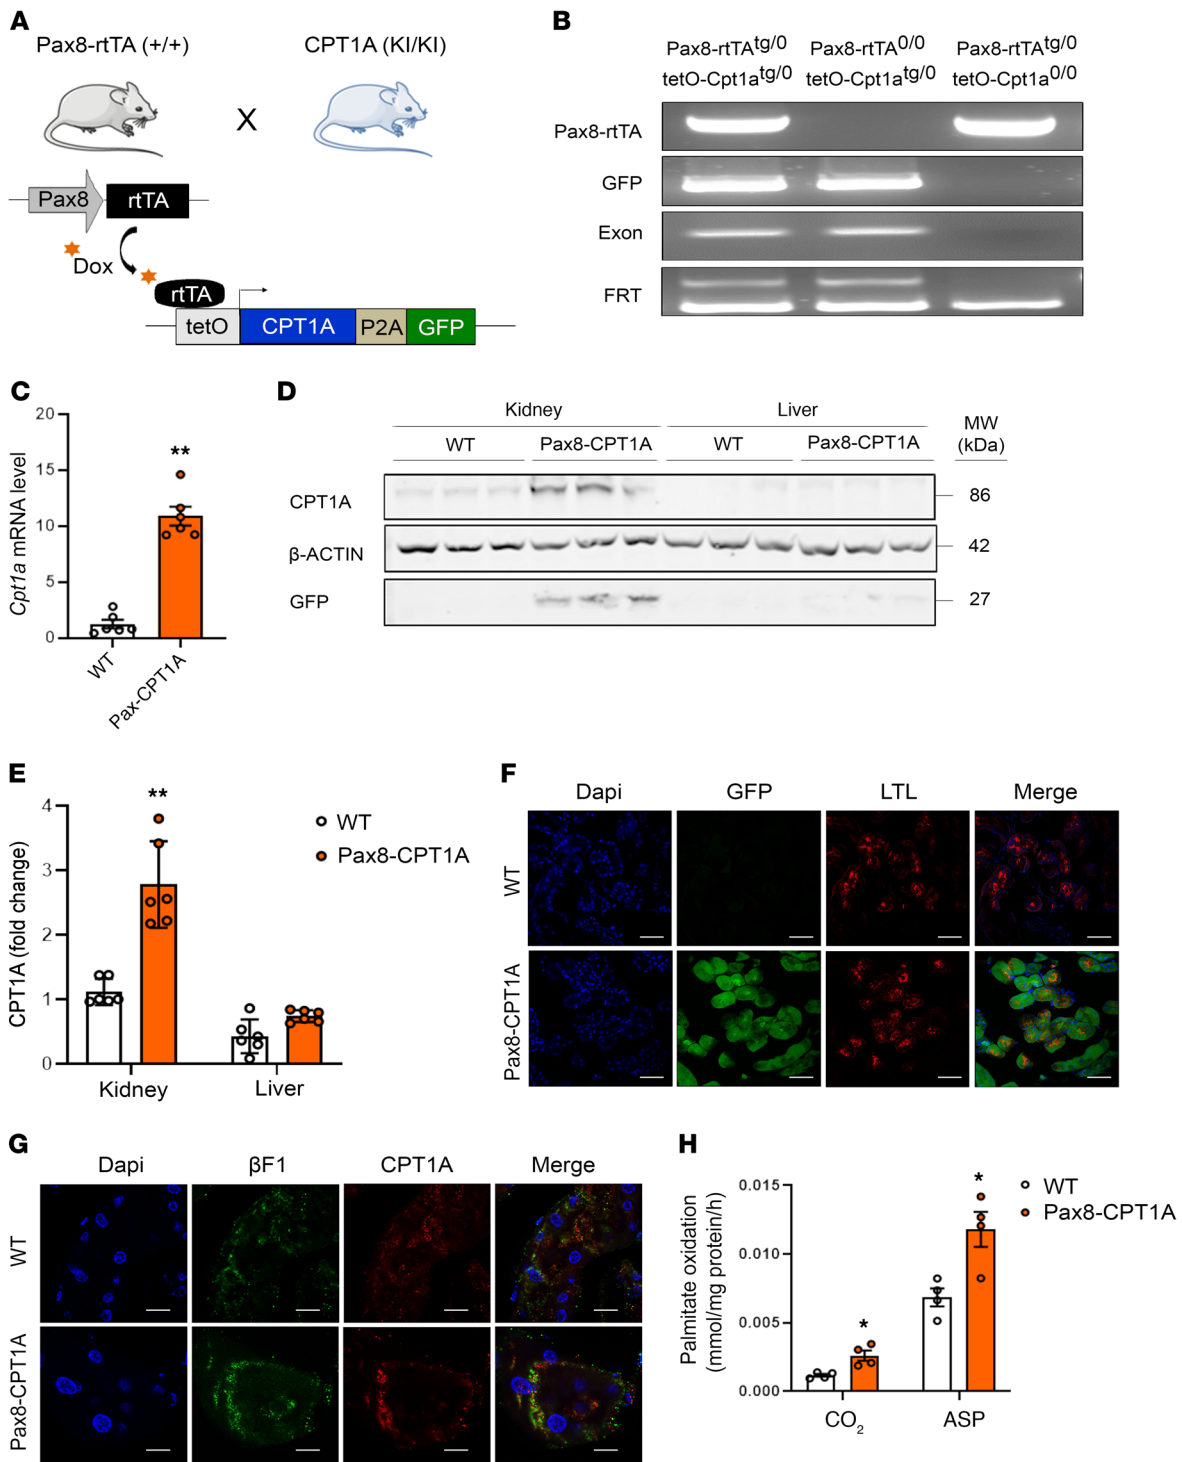 A
Pax8-rtTA (+/+)
CPT1A (KI/KI)
X
Pax8
rtTA
Dox
rtTA
tetO
CPT1A
P2A
GFP
B
Pax8-rtTAtg/0
tetO-Cpt1atg/0
Pax8-rtTA0/0
tetO-Cpt1atg/0
Pax8-rtTAtg/0
tetO-Cpt1a0/0
Pax8-rtTA
GFP
Exon
FRT
C
Cpt1a mRNA level
20
15
10
5
0
**
WT
Pax-CPT1A
D
Kidney
Liver
WT
Pax8-CPT1A
WT
Pax8-CPT1A
MW
(kDa)
CPT1A
86
β-ACTIN
42
GFP
27
E
CPT1A (fold change)
4
3
2
1
0
**
WT
Pax8-CPT1A
Kidney
Liver
F
Dapi
GFP
LTL
Merge
WT
Pax8-CPT1A
G
Dapi
βF1
CPT1A
Merge
WT
Pax8-CPT1A
H
Palmitate oxidation
(mmol/mg protein/h)
0.015
0.010
0.005
0.000
*
*
WT
Pax8-CPT1A
CO2
ASP